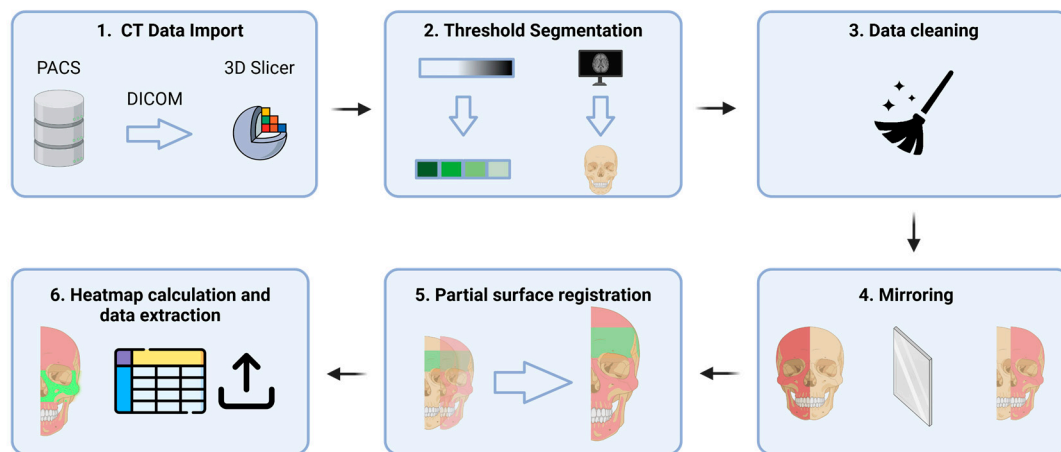 1. CT Data Import
PACS
3D Slicer
DICOM
2. Threshold Segmentation
3. Data cleaning
4. Mirroring
5. Partial surface registration
6. Heatmap calculation and
data extraction